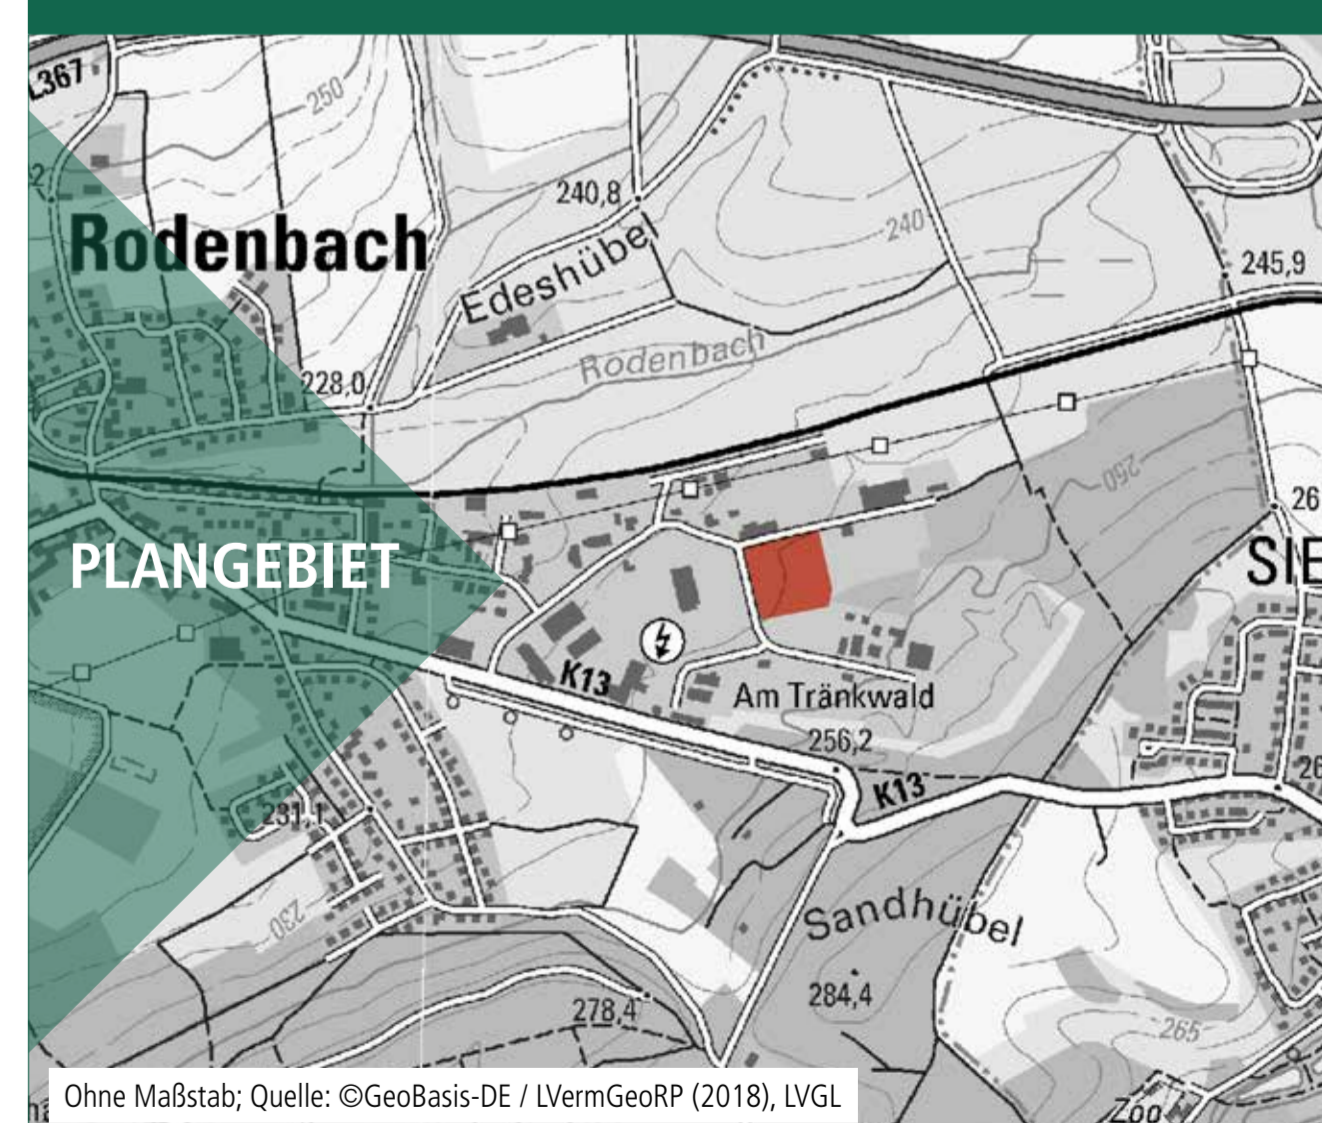 L367
250
240,8
Rodenbach
Edeshübel
240
245,9
Rodenbach
228,0
260
26
PLANGEBIET
SIE
K13
Am Tränkwald
256,2
K13
231,1
230
Sandhübel
284,4
278,4
265
Zoo
Ohne Maßstab; Quelle: ©GeoBasis-DE / LVermGeoRP (2018), LVGL